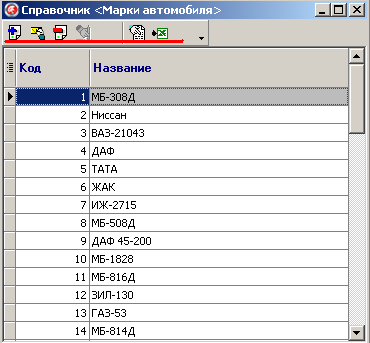 Справочник <Марки автомобиля>
Код Название
1 МБ-308Д
2 Ниссан
3 ВАЗ-21043
4 ДАФ
5 ТАТА
6 ЖАК
7 ИЖ-2715
8 МБ-508Д
9 ДАФ 45-200
10 МБ-1828
11 МБ-816Д
12 ЗИЛ-130
13 ГАЗ-53
14 МБ-814Д